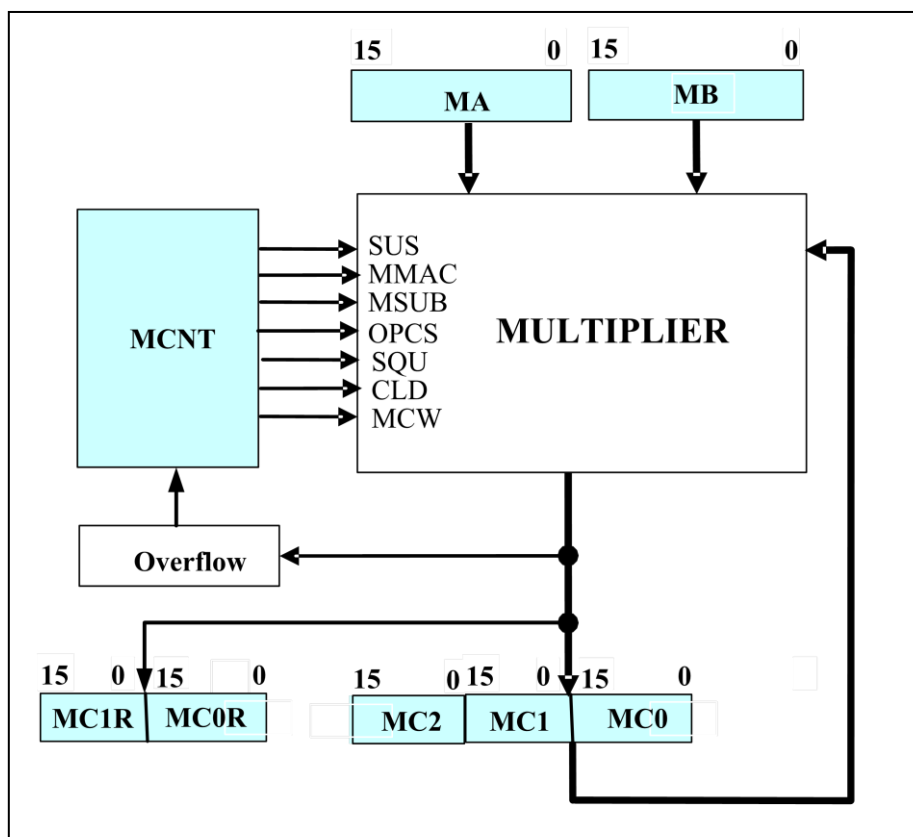 15 0 15 0
MA MB
SUS
MMAC
MSUB
OPCS
SQU
CLD
MCW
MCNT
MULTIPLIER
Overflow
15 0 15 0 15 0 15 0 15 0
MC1R MC0R MC2 MC1 MC0